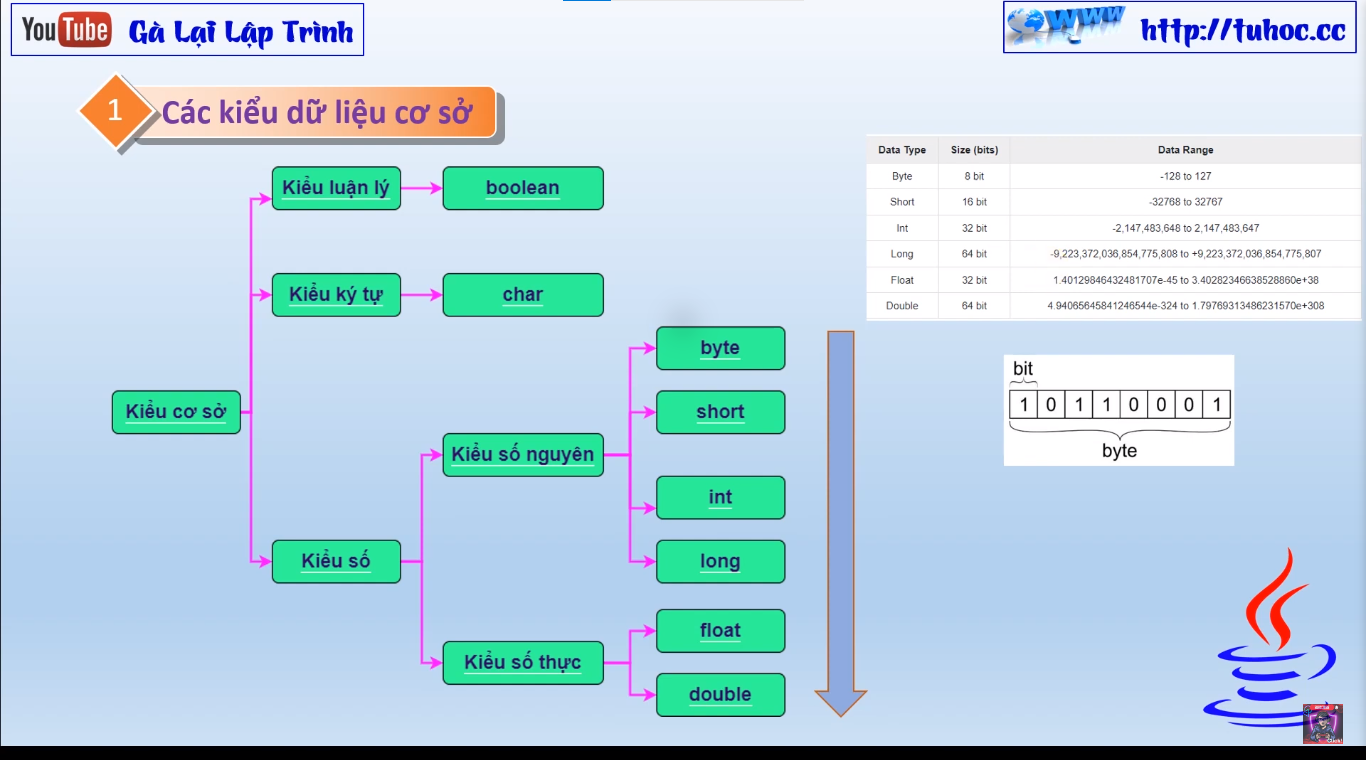 YouTube Gà Lại Lập Trình
WWW http://tuhoc.cc
1 Các kiểu dữ liệu cơ sở
Kiểu cơ sở
Kiểu luận lý
boolean
Kiểu ký tự
char
Kiểu số
Kiểu số nguyên
byte
short
int
long
Kiểu số thực
float
double
Data Type Size (bits) Data Range
Byte 8 bit -128 to 127
Short 16 bit -32768 to 32767
Int 32 bit -2,147,483,648 to 2,147,483,647
Long 64 bit -9,223,372,036,854,775,808 to +9,223,372,036,854,775,807
Float 32 bit 1.40129846432481707e-45 to 3.40282346638528860e+38
Double 64 bit 4.94065645841246544e-324 to 1.79769313486231570e+308
bit
1 0 1 1 0 0 0 1
byte